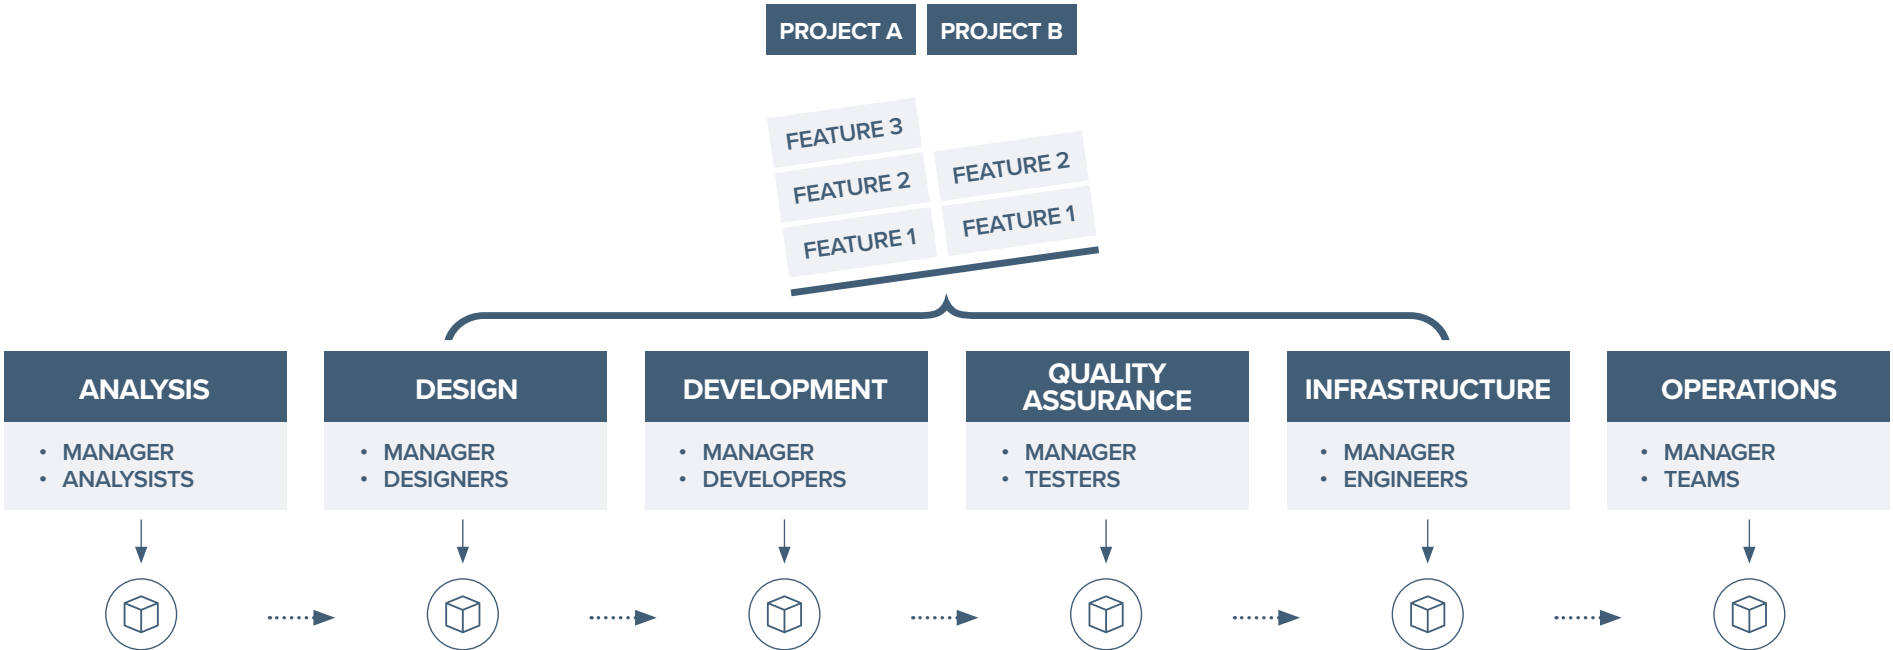 PROJECT A
PROJECT B
FEATURE 3
FEATURE 2
FEATURE 1
FEATURE 2
FEATURE 1
ANALYSIS
• MANAGER
• ANALYSISTS
DESIGN
• MANAGER
• DESIGNERS
DEVELOPMENT
• MANAGER
• DEVELOPERS
QUALITY
ASSURANCE
• MANAGER
• TESTERS
INFRASTRUCTURE
• MANAGER
• ENGINEERS
OPERATIONS
• MANAGER
• TEAMS